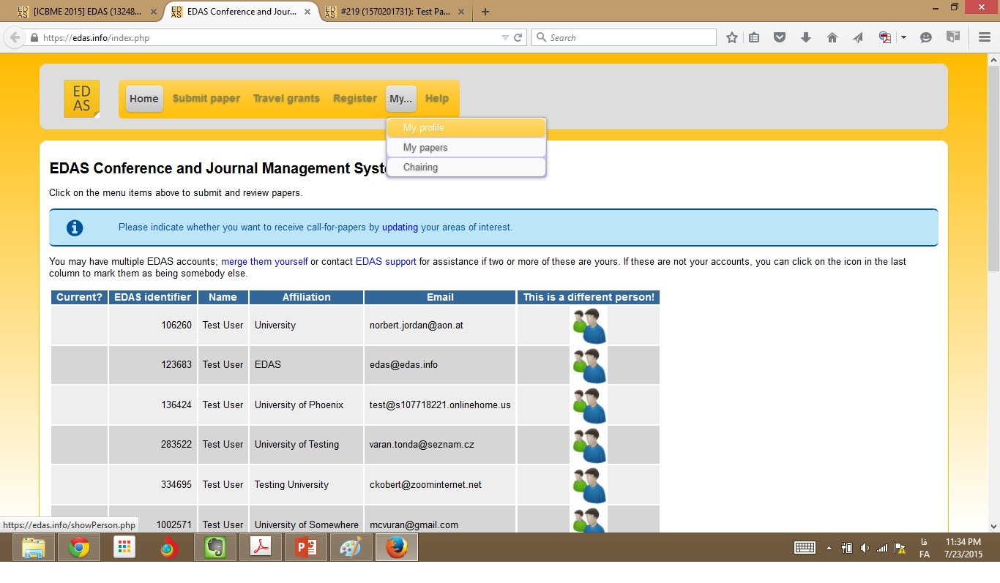 [ICBME 2015] EDAS (13248...
EDAS Conference and Jour...
#219 (1570201731): Test Pa...
https://edas.info/index.php
Search
ED
AS
Home
Submit paper
Travel grants
Register
My...
Help
My profile
My papers
Chairing
EDAS Conference and Journal Management Syst
Click on the menu items above to submit and review papers.
Please indicate whether you want to receive call-for-papers by updating your areas of interest.
You may have multiple EDAS accounts; merge them yourself or contact EDAS support for assistance if two or more of these are yours. If these are not your accounts, you can click on the icon in the last
column to mark them as being somebody else.
Current? EDAS identifier Name Affiliation Email This is a different person!
106260 Test User University norbert.jordan@aon.at
123683 Test User EDAS edas@edas.info
136424 Test User University of Phoenix test@s107718221.onlinehome.us
283522 Test User University of Testing varan.tonda@seznam.cz
334695 Test User Testing University ckobert@zoominternet.net
1002571 Test User University of Somewhere mcvuran@gmail.com
https://edas.info/showPerson.php
فا
FA
11:34 PM
7/23/2015